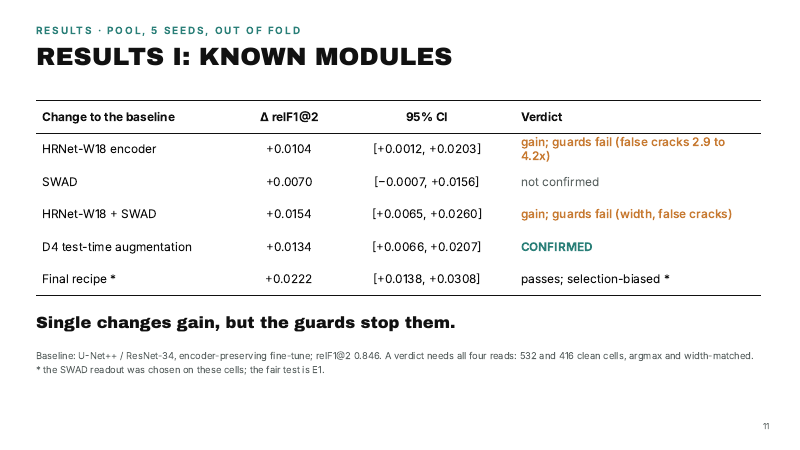 RESULTS · POOL, 5 SEEDS, OUT OF FOLD
RESULTS I: KNOWN MODULES
Change to the baseline Δ relF1@2 95% CI Verdict
HRNet-W18 encoder +0.0104 [+0.0012, +0.0203] gain; guards fail (false cracks 2.9 to
4.2x)
SWAD +0.0070 [−0.0007, +0.0156] not confirmed
HRNet-W18 + SWAD +0.0154 [+0.0065, +0.0260] gain; guards fail (width, false cracks)
D4 test-time augmentation +0.0134 [+0.0066, +0.0207] CONFIRMED
Final recipe * +0.0222 [+0.0138, +0.0308] passes; selection-biased *
Single changes gain, but the guards stop them.
Baseline: U-Net++ / ResNet-34, encoder-preserving fine-tune; relF1@2 0.846. A verdict needs all four reads: 532 and 416 clean cells, argmax and width-matched.
* the SWAD readout was chosen on these cells; the fair test is E1.
11